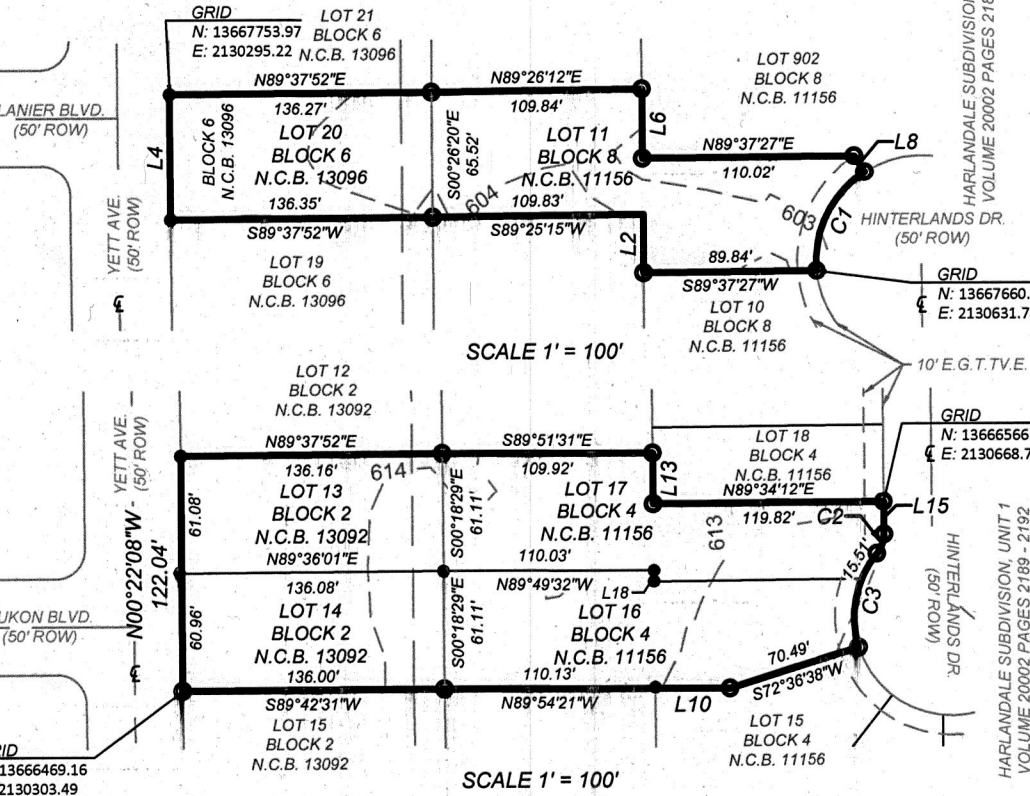 GRID
N: 13667753.97
E: 2130295.22
LOT 21
BLOCK 6
N.C.B. 13096
LOT 902
BLOCK 8
N.C.B. 11156
HARLANDALE SUBDIVISION
VOLUME 20002 PAGES 218
LANIER BLVD.
(50' ROW)
N89°37'52"E
136.27'
N89°26'12"E
109.84'
L4
BLOCK 6
N.C.B. 13096
LOT 20
BLOCK 6
N.C.B. 13096
S00°26'20"E
65.52'
LOT 11
BLOCK 8
N.C.B. 11156
L6
N89°37'27"E
110.02'
L8
136.35'
S89°37'52"W
604
109.83'
S89°25'15"W
L2
603
C1
HINTERLANDS DR.
(50' ROW)
YETT AVE.
(50' ROW)
LOT 19
BLOCK 6
N.C.B. 13096
89.84'
S89°37'27"W
GRID
N: 13667660.
E: 2130631.7
LOT 10
BLOCK 8
N.C.B. 11156
SCALE 1' = 100'
10' E.G.T.TV.E.
LOT 12
BLOCK 2
N.C.B. 13092
GRID
N: 13666566
E: 2130668.7
YETT AVE.
(50' ROW)
N89°37'52"E
136.16'
614
S89°51'31"E
109.92'
LOT 18
BLOCK 4
N.C.B. 11156
61.08'
LOT 13
BLOCK 2
N.C.B. 13092
S00°18'29"E
61.11'
LOT 17
BLOCK 4
N.C.B. 11156
L13
N89°34'12"E
119.82'
C2
L15
613
N00°22'08"W
122.04'
N89°36'01"E
136.08'
110.03'
N89°49'32"W
L18
15.51'
C3
HINTERLANDS DR.
(50' ROW)
HARLANDALE SUBDIVISION, UNIT 1
VOLUME 20002 PAGES 2189 - 2192
UKON BLVD.
(50' ROW)
60.96'
LOT 14
BLOCK 2
N.C.B. 13092
S00°18'29"E
61.11'
LOT 16
BLOCK 4
N.C.B. 11156
136.00'
S89°42'31"W
110.13'
N89°54'21"W
L10
70.49'
S72°36'38"W
LOT 15
BLOCK 2
N.C.B. 13092
LOT 15
BLOCK 4
N.C.B. 11156
RID
13666469.16
2130303.49
SCALE 1' = 100'